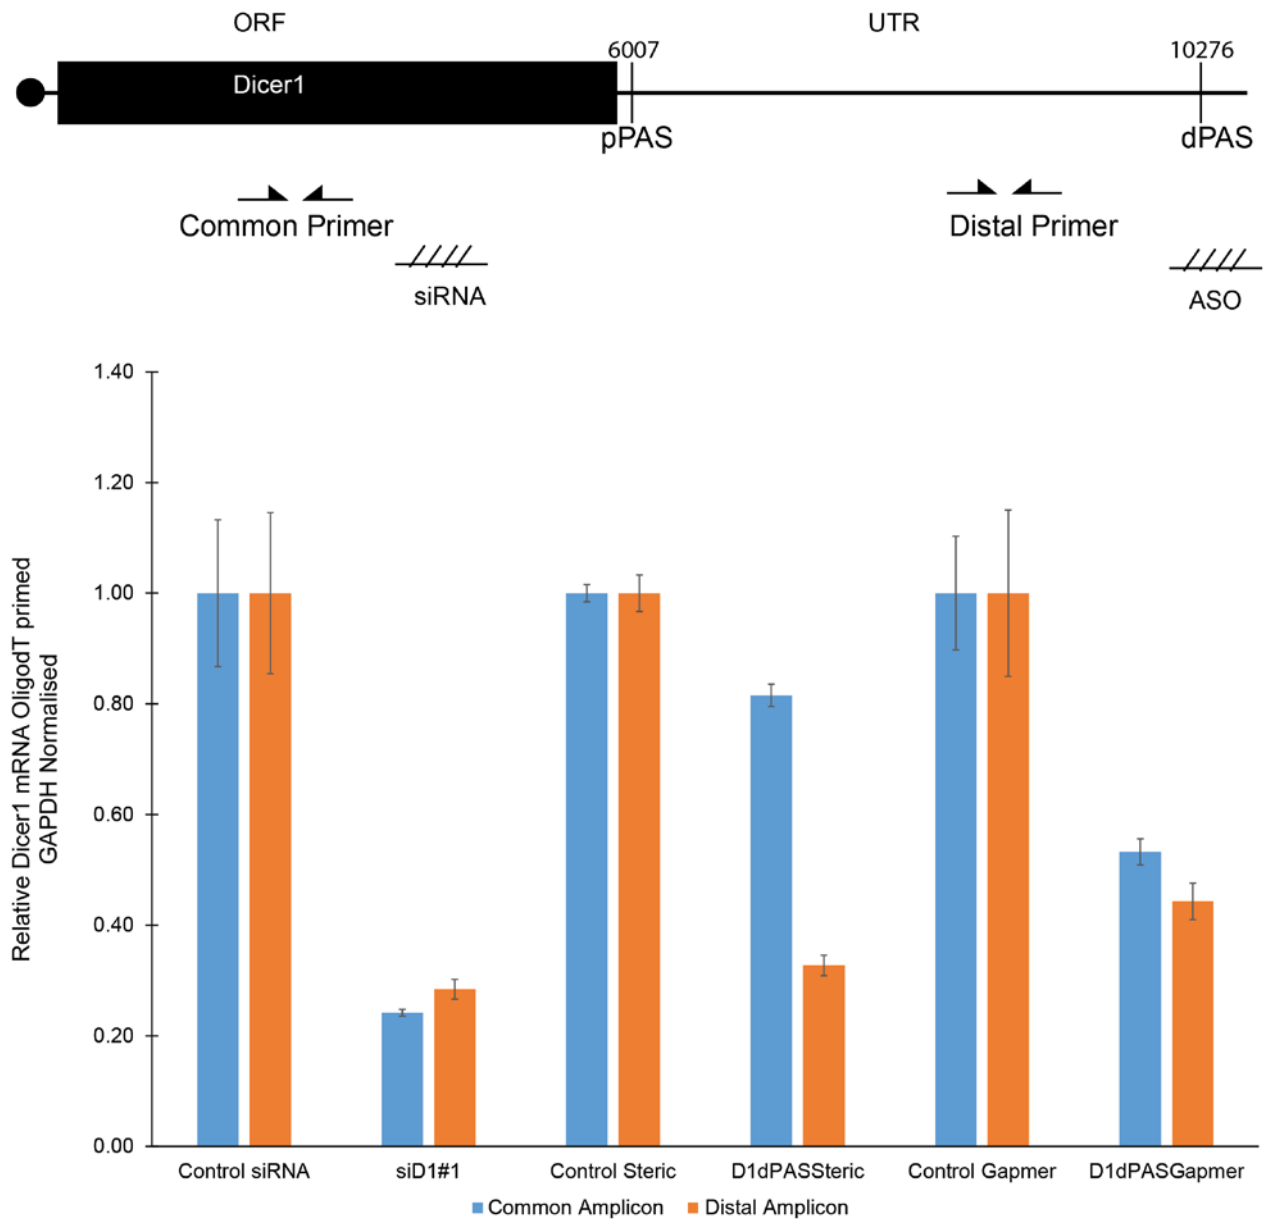 ORF
UTR
6007
10276
Dicer1
pPAS
dPAS
Common Primer
Distal Primer
siRNA
ASO
Relative Dicer1 mRNA OligodT primed
GAPDH Normalised
1.40
1.20
1.00
0.80
0.60
0.40
0.20
0.00
Control siRNA
siD1#1
Control Steric
D1dPASSteric
Control Gapmer
D1dPASGapmer
Common Amplicon
Distal Amplicon